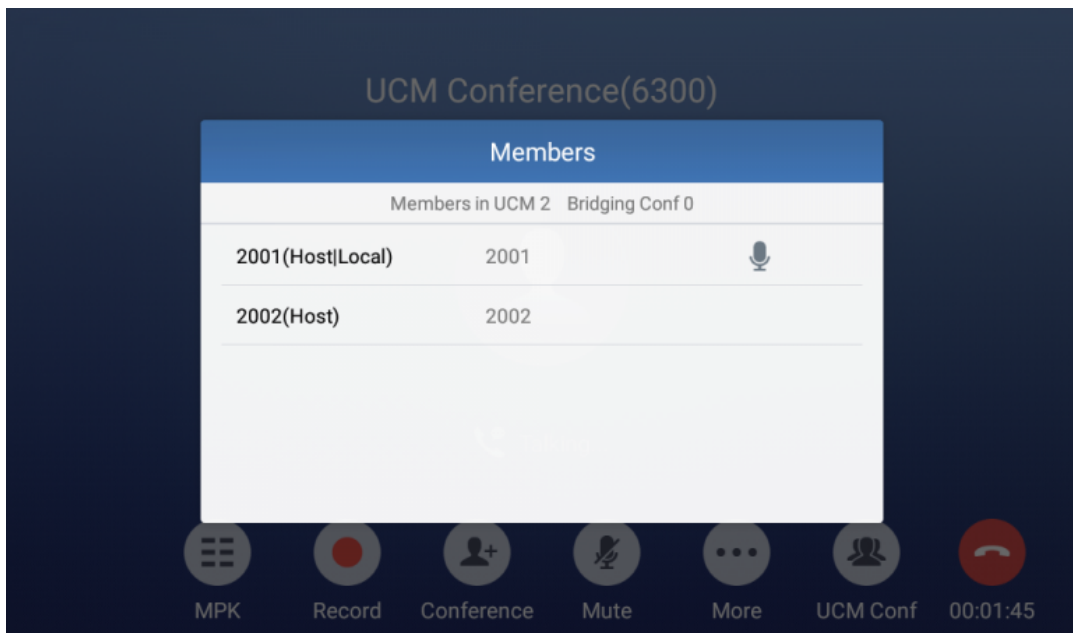 UCM Conference(6300)
Members
Members in UCM 2 Bridging Conf 0
2001(Host|Local) 2001
2002(Host) 2002
MPK Record Conference Mute More UCM Conf 00:01:45